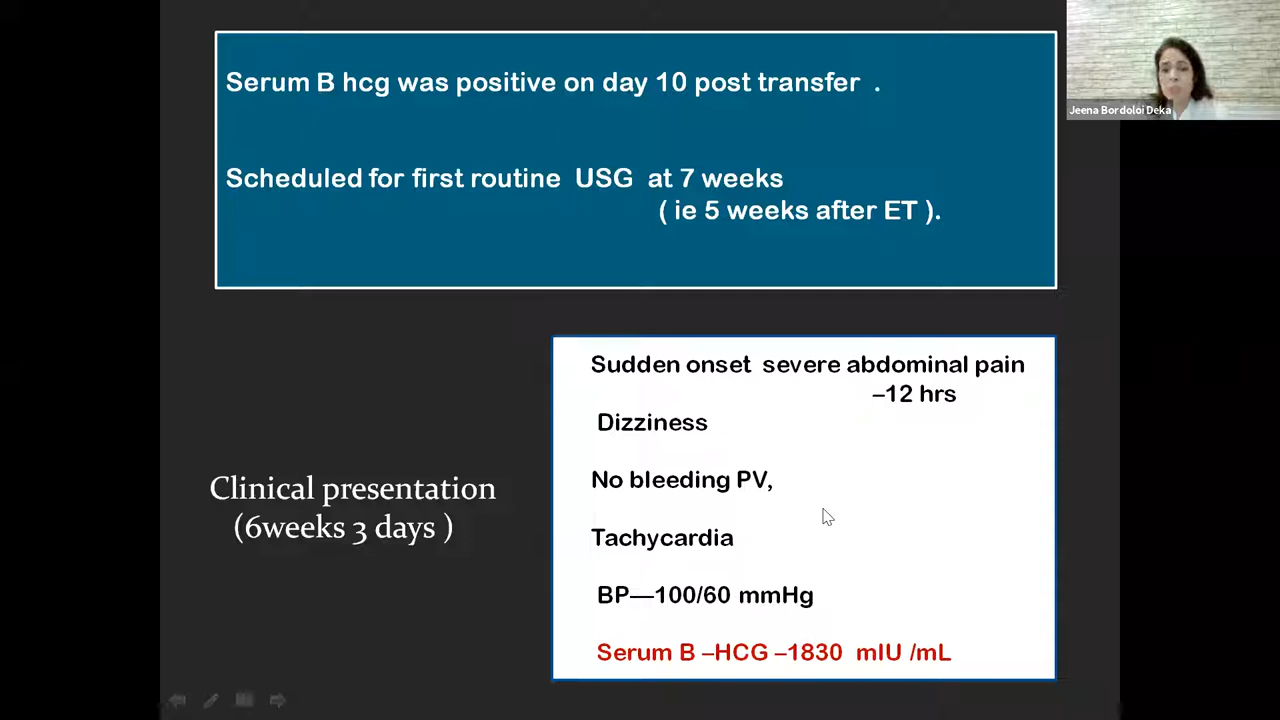 Serum B hcg was positive on day 10 post transfer .
Scheduled for first routine USG at 7 weeks
( ie 5 weeks after ET ).
Jeena Bordoloi Deka
Sudden onset severe abdominal pain
–12 hrs
Dizziness
No bleeding PV,
Tachycardia
BP—100/60 mmHg
Serum B –HCG –1830 mIU /mL
Clinical presentation
(6weeks 3 days )